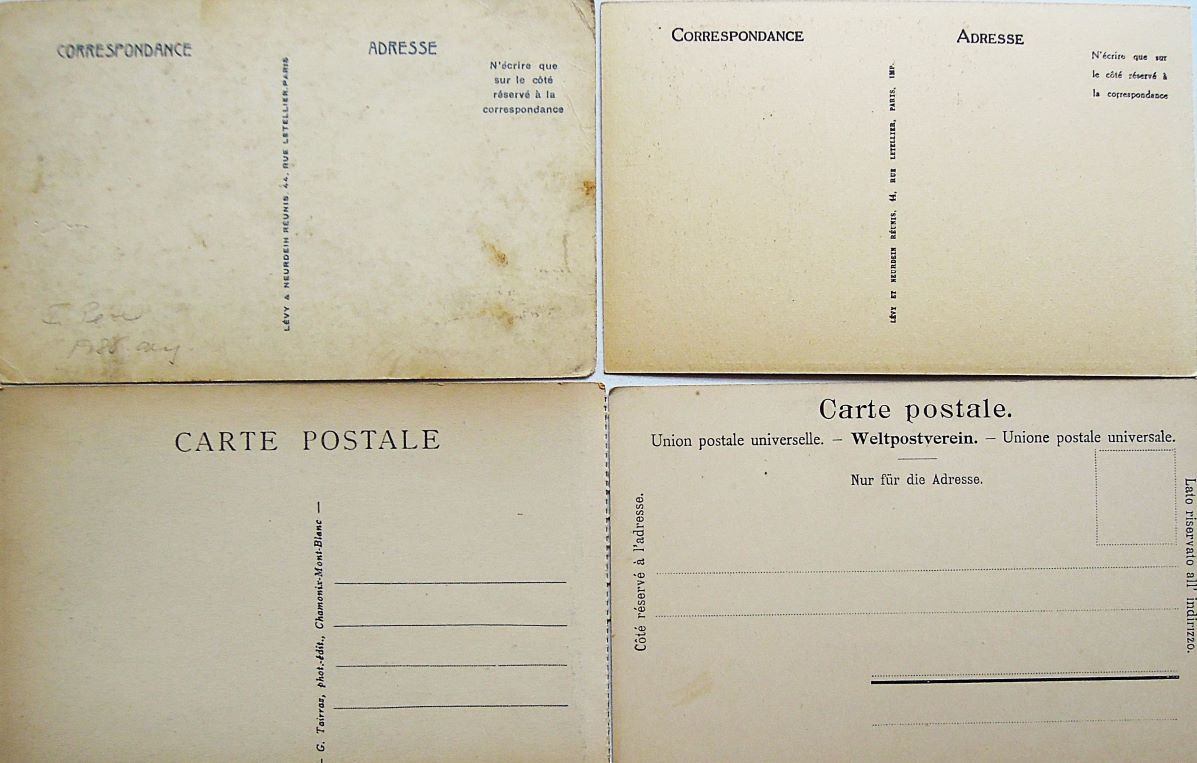 CORRESPONDANCE
ADRESSE
N'écrire que
sur le côté
réservé à la
correspondance
LÉVY & NEURDEIN RÉUNIS, 44, RUE LETELLIER, PARIS
CORRESPONDANCE
ADRESSE
N'écrire que sur
le côté réservé à
la correspondance
LÉVY ET NEURDEIN RÉUNIS, 44, RUE LETELLIER, PARIS, IMP.
CARTE POSTALE
— G. Tairraz, phot.-édit., Chamonix-Mont-Blanc —
Carte postale.
Union postale universelle. — Weltpostverein. — Unione postale universale.
Nur für die Adresse.
Côté réservé à l'adresse.
Lato riservato all' indirizzo.